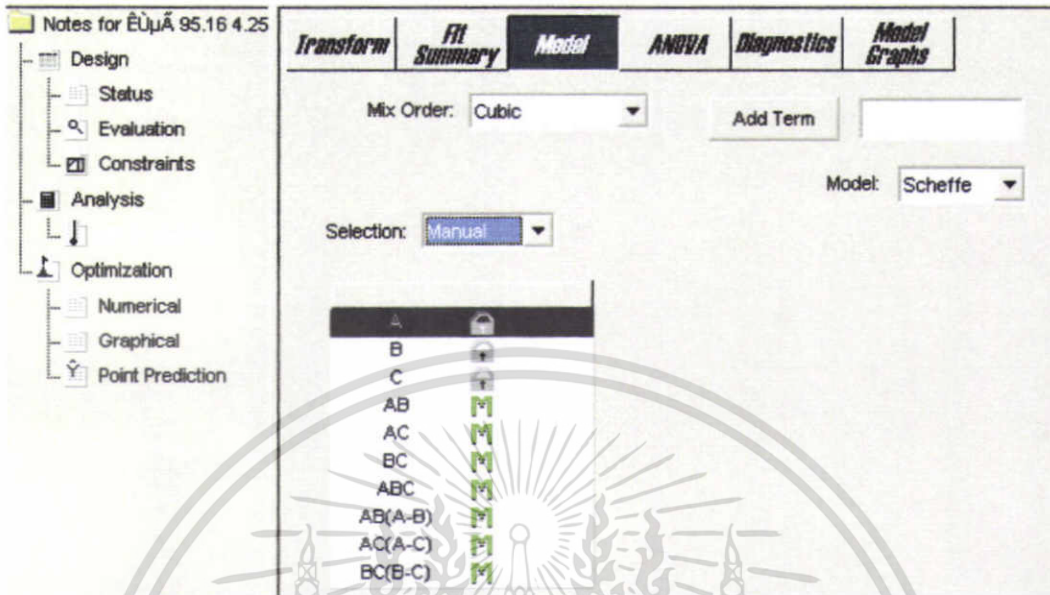 Notes for ÊÙµÃ 95.16 4.25
Design
Status
Evaluation
Constraints
Analysis
Optimization
Numerical
Graphical
Point Prediction
Transform
Fit Summary
Model
ANOVA
Diagnostics
Model Graphs
Mix Order: Cubic
Add Term
Model: Scheffe
Selection: Manual
A
B
C
AB M
AC M
BC M
ABC M
AB(A-B) M
AC(A-C) M
BC(B-C) M